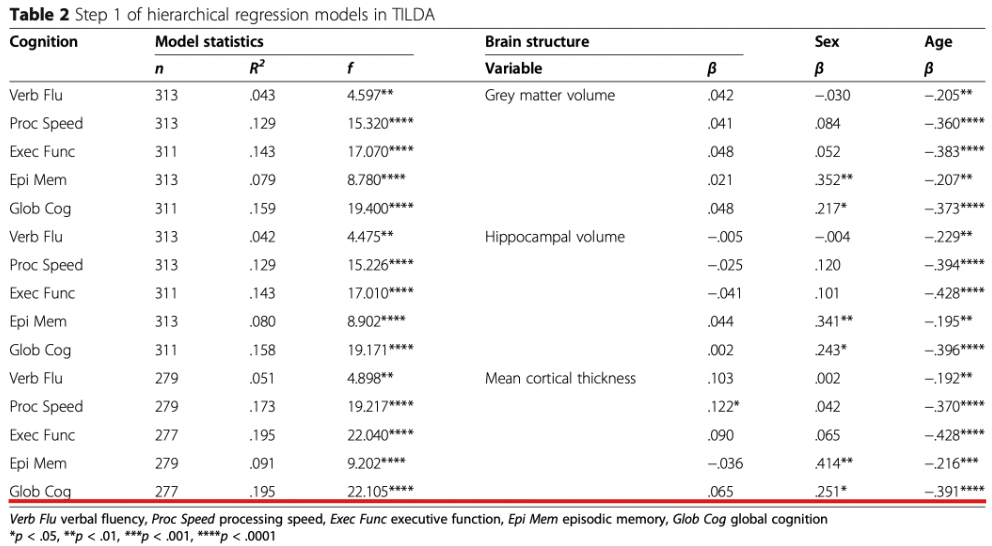 Table 2 Step 1 of hierarchical regression models in TILDA
Cognition Model statistics Brain structure Sex Age
n R² f Variable β β β
Verb Flu 313 .043 4.597** Grey matter volume .042 −.030 −.205**
Proc Speed 313 .129 15.320**** .041 .084 −.360****
Exec Func 311 .143 17.070**** .048 .052 −.383****
Epi Mem 313 .079 8.780**** .021 .352** −.207**
Glob Cog 311 .159 19.400**** .048 .217* −.373****
Verb Flu 313 .042 4.475** Hippocampal volume −.005 −.004 −.229**
Proc Speed 313 .129 15.226**** −.025 .120 −.394****
Exec Func 311 .143 17.010**** −.041 .101 −.428****
Epi Mem 313 .080 8.902**** .044 .341** −.195**
Glob Cog 311 .158 19.171**** .002 .243* −.396****
Verb Flu 279 .051 4.898** Mean cortical thickness .103 .002 −.192**
Proc Speed 279 .173 19.217**** .122* .042 −.370****
Exec Func 277 .195 22.040**** .090 .065 −.428****
Epi Mem 279 .091 9.202**** −.036 .414** −.216***
Glob Cog 277 .195 22.105**** .065 .251* −.391****
Verb Flu verbal fluency, Proc Speed processing speed, Exec Func executive function, Epi Mem episodic memory, Glob Cog global cognition
*p < .05, **p < .01, ***p < .001, ****p < .0001